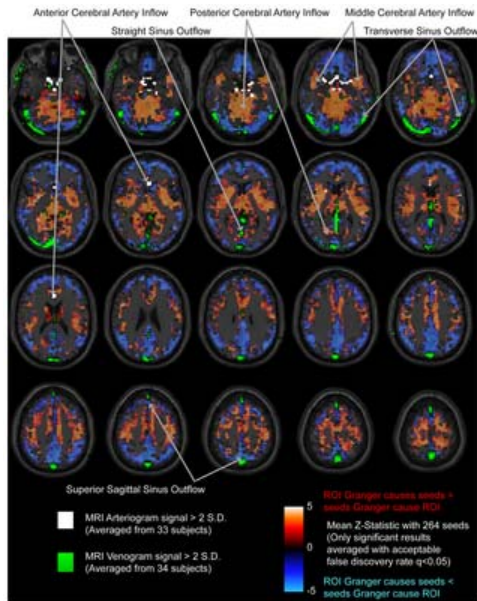 Anterior Cerebral Artery Inflow
Posterior Cerebral Artery Inflow
Middle Cerebral Artery Inflow
Straight Sinus Outflow
Transverse Sinus Outflow
Superior Sagittal Sinus Outflow
MRI Arteriogram signal > 2 S.D.
(Averaged from 33 subjects)
MRI Venogram signal > 2 S.D.
(Averaged from 34 subjects)
5
-5
ROI Granger causes seeds >
seeds Granger cause ROI
Mean Z-Statistic with 264 seeds
(Only significant results
averaged with acceptable
false discovery rate q<0.05)
ROI Granger causes seeds <
seeds Granger cause ROI